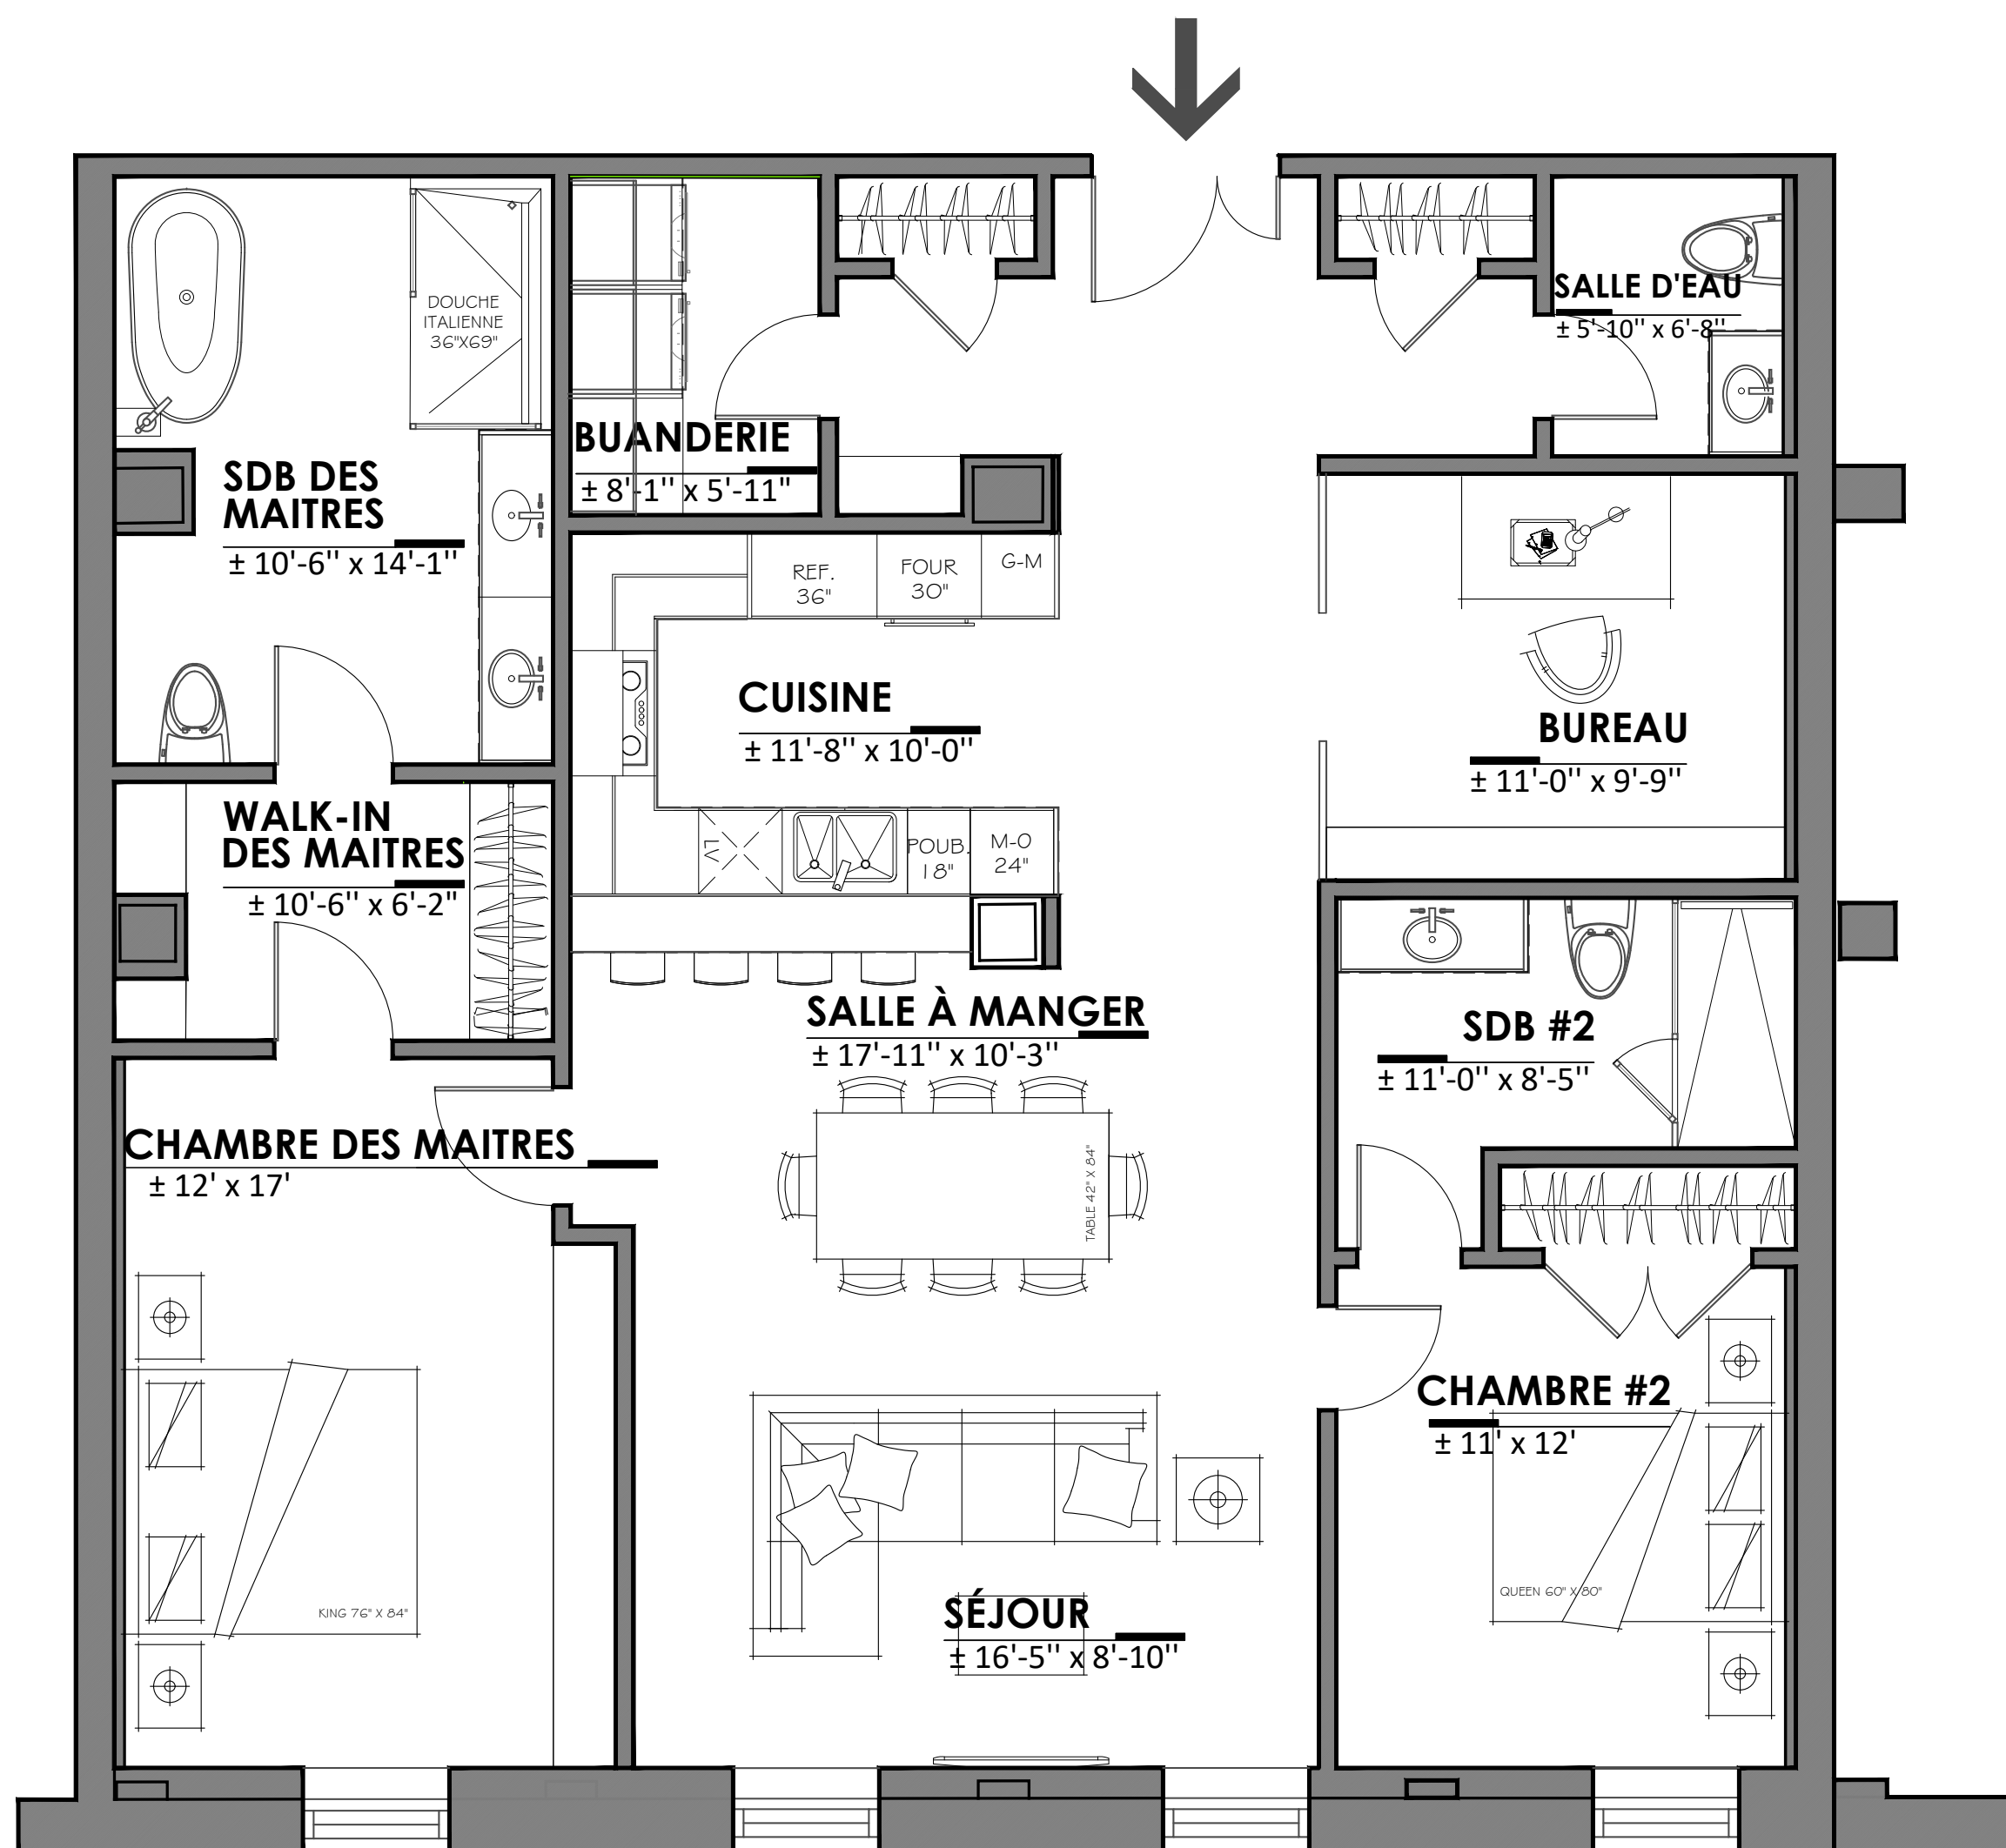 DOUCHE
ITALIENNE
36"X69"
SALLE D'EAU
± 5'-10'' x 6'-8''
BUANDERIE
± 8'-1'' x 5'-11"
SDB DES
MAITRES
± 10'-6'' x 14'-1''
REF.
36"
FOUR
30"
G-M
CUISINE
± 11'-8'' x 10'-0''
BUREAU
± 11'-0'' x 9'-9''
WALK-IN
DES MAITRES
± 10'-6'' x 6'-2''
LV
POUB.
18"
M-O
24"
SALLE À MANGER
± 17'-11'' x 10'-3''
SDB #2
± 11'-0'' x 8'-5''
CHAMBRE DES MAITRES
± 12' x 17'
TABLE 42" X 84"
CHAMBRE #2
± 11' x 12'
KING 76" X 84"
QUEEN 60" X 80"
SÉJOUR
± 16'-5'' x 8'-10''